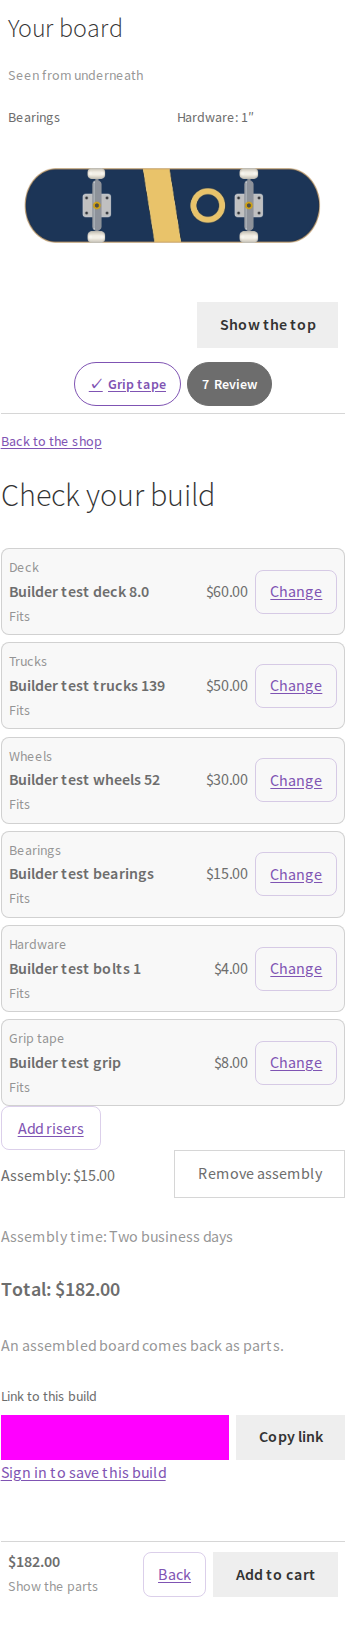 Your board
Seen from underneath
Bearings
Hardware: 1″
Show the top
✓ Grip tape
7 Review
Back to the shop
Check your build
Deck
Builder test deck 8.0
$60.00
Change
Fits
Trucks
Builder test trucks 139
$50.00
Change
Fits
Wheels
Builder test wheels 52
$30.00
Change
Fits
Bearings
Builder test bearings
$15.00
Change
Fits
Hardware
Builder test bolts 1
$4.00
Change
Fits
Grip tape
Builder test grip
$8.00
Change
Fits
Add risers
Assembly: $15.00
Remove assembly
Assembly time: Two business days
Total: $182.00
An assembled board comes back as parts.
Link to this build
Copy link
Sign in to save this build
$182.00
Show the parts
Back
Add to cart